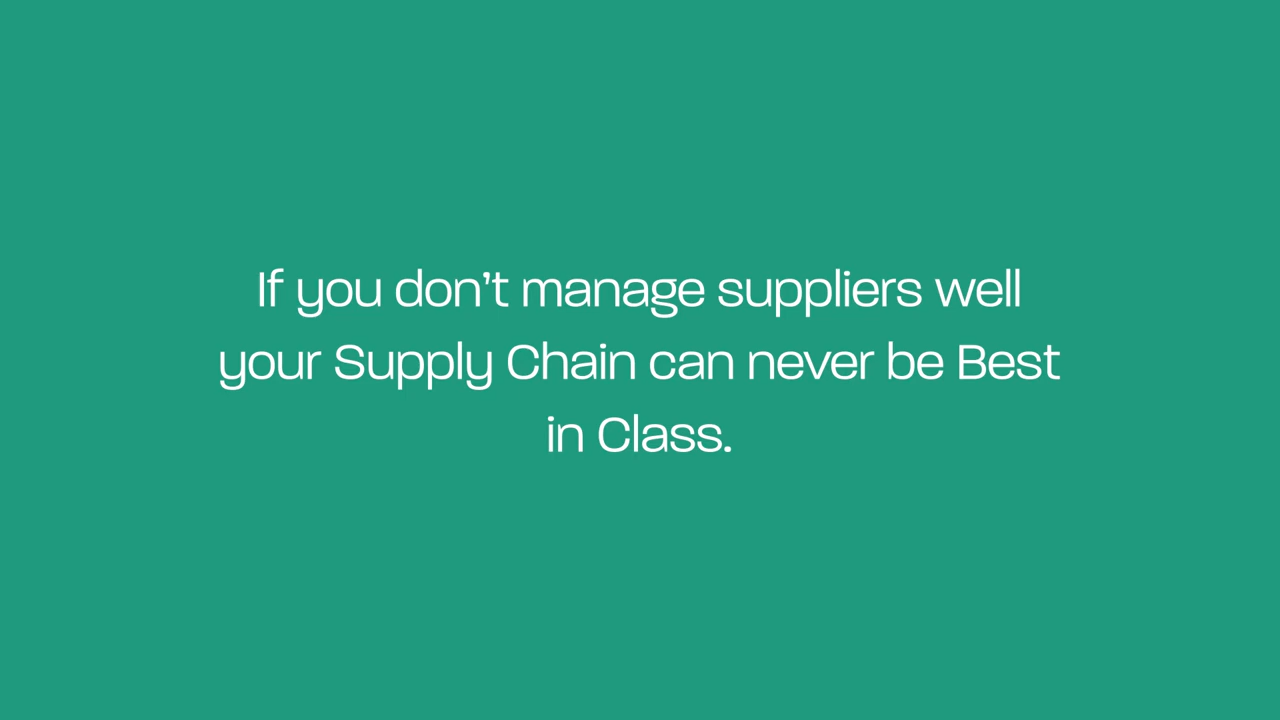 If you don’t manage suppliers well
your Supply Chain can never be Best
in Class.